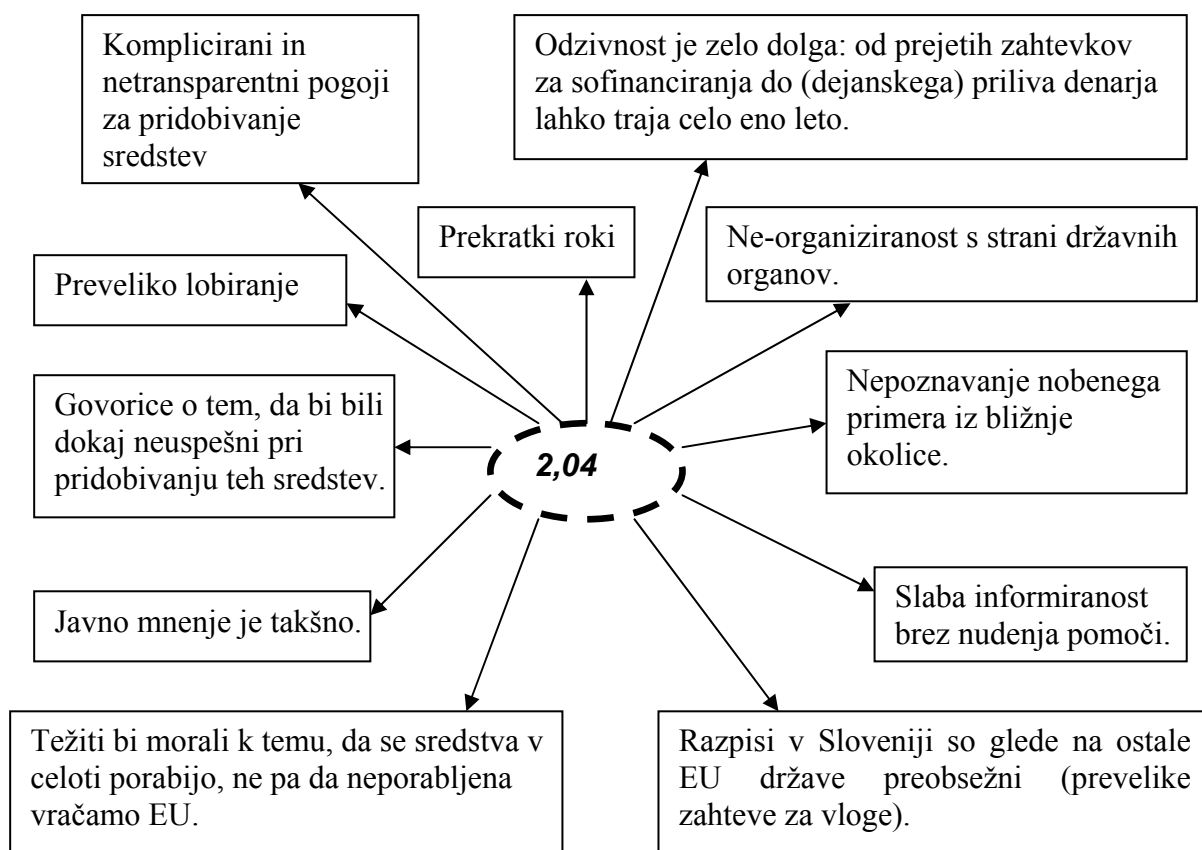 Komplicirani in
netransparentni pogoji
za pridobivanje
sredstev
Odzivnost je zelo dolga: od prejetih zahtevkov
za sofinanciranja do (dejanskega) priliva denarja
lahko traja celo eno leto.
Prekratki roki
Ne-organiziranost s strani državnih
organov.
Preveliko lobiranje
Nepoznavanje nobenega
primera iz bližnje
okolice.
Govorice o tem, da bi bili
dokaj neuspešni pri
pridobivanju teh sredstev.
2,04
Javno mnenje je takšno.
Slaba informiranost
brez nudenja pomoči.
Težiti bi morali k temu, da se sredstva v
celoti porabijo, ne pa da neporabljena
vračamo EU.
Razpisi v Sloveniji so glede na ostale
EU države preobsežni (prevelike
zahteve za vloge).